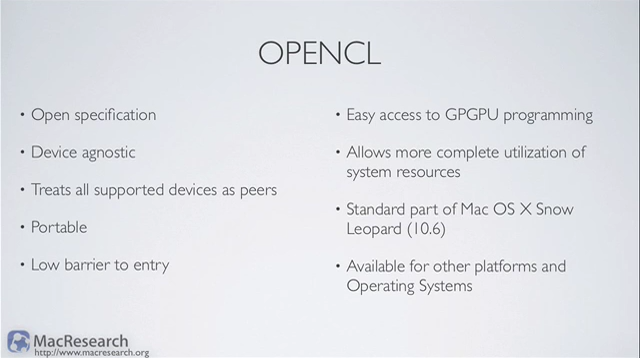 OPENCL
• Open specification
• Device agnostic
• Treats all supported devices as peers
• Portable
• Low barrier to entry
• Easy access to GPGPU programming
• Allows more complete utilization of
system resources
• Standard part of Mac OS X Snow
Leopard (10.6)
• Available for other platforms and
Operating Systems
MacResearch
http://www.macresearch.org